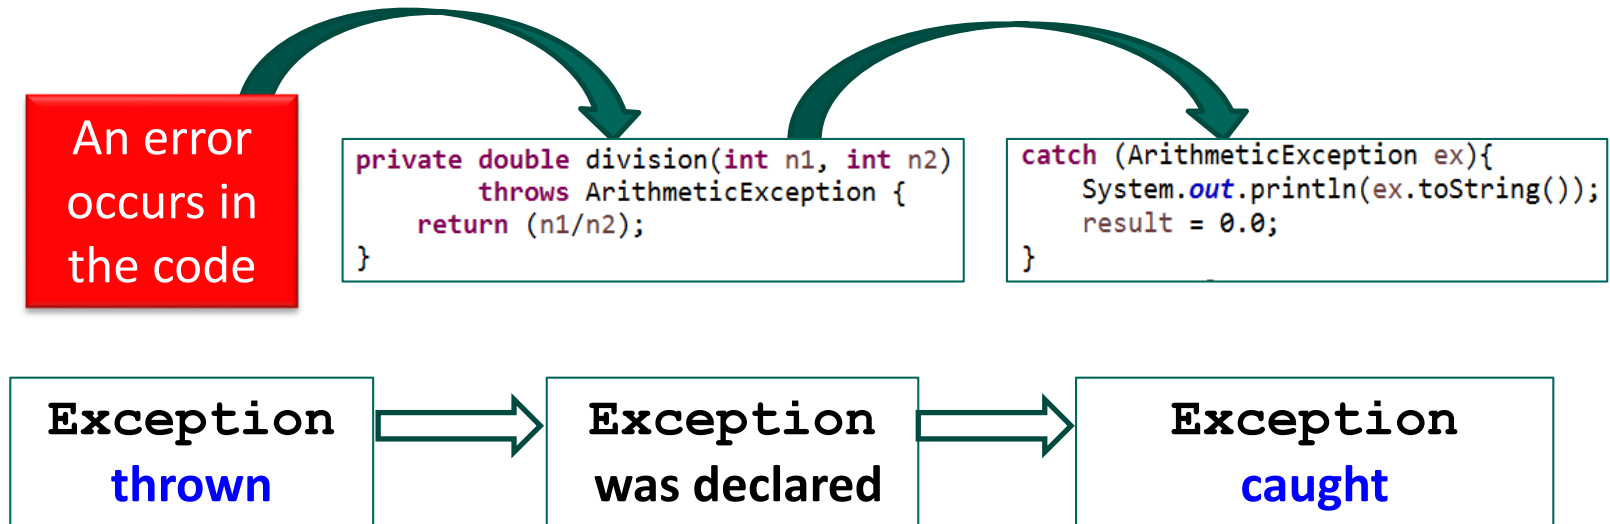 An error
occurs in
the code
private double division(int n1, int n2)
        throws ArithmeticException {
    return (n1/n2);
}
catch (ArithmeticException ex){
    System.out.println(ex.toString());
    result = 0.0;
}
Exception
thrown
Exception
was declared
Exception
caught